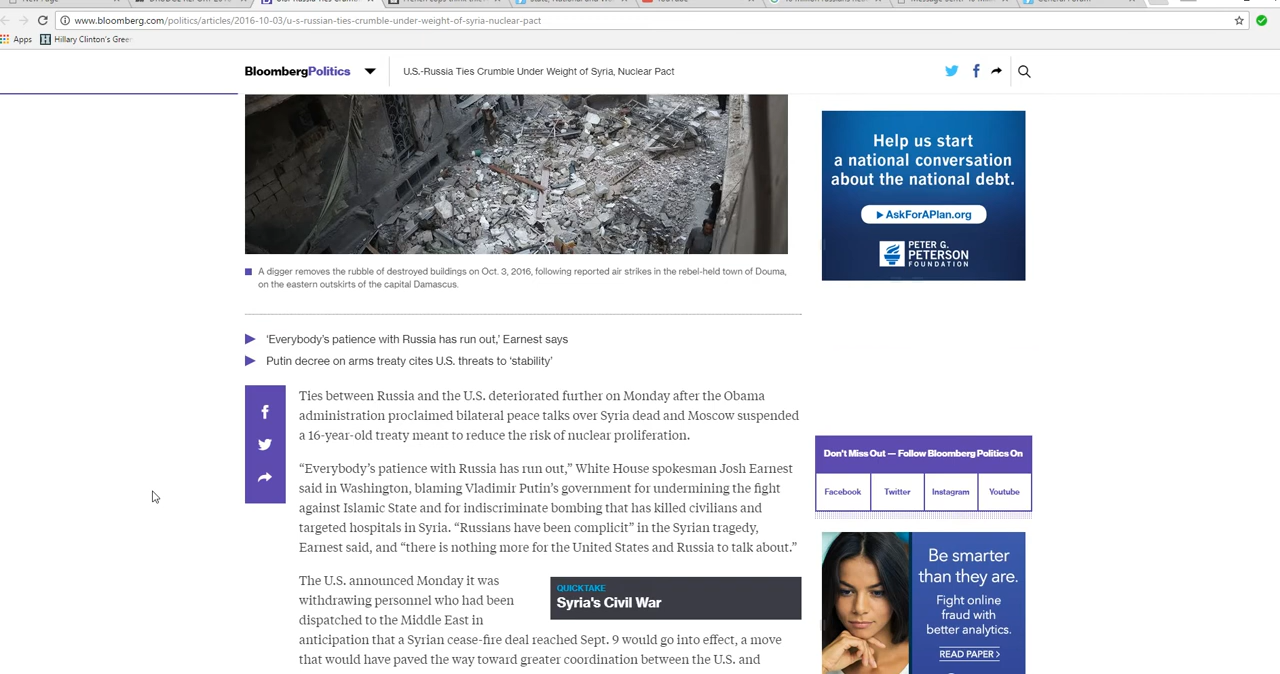 www.bloomberg.com/politics/articles/2016-10-03/u-s-russian-ties-crumble-under-weight-of-syria-nuclear-pact
Apps Hillary Clinton's Gree
BloombergPolitics U.S.-Russia Ties Crumble Under Weight of Syria, Nuclear Pact
Help us start
a national conversation
about the national debt.
AskForAPlan.org
PETER G.
PETERSON
FOUNDATION
A digger removes the rubble of destroyed buildings on Oct. 3, 2016, following reported air strikes in the rebel-held town of Douma,
on the eastern outskirts of the capital Damascus.
'Everybody's patience with Russia has run out,' Earnest says
Putin decree on arms treaty cites U.S. threats to 'stability'
Ties between Russia and the U.S. deteriorated further on Monday after the Obama
administration proclaimed bilateral peace talks over Syria dead and Moscow suspended
a 16-year-old treaty meant to reduce the risk of nuclear proliferation.
“Everybody’s patience with Russia has run out,” White House spokesman Josh Earnest
said in Washington, blaming Vladimir Putin’s government for undermining the fight
against Islamic State and for indiscriminate bombing that has killed civilians and
targeted hospitals in Syria. “Russians have been complicit” in the Syrian tragedy,
Earnest said, and “there is nothing more for the United States and Russia to talk about.”
The U.S. announced Monday it was
withdrawing personnel who had been
dispatched to the Middle East in
anticipation that a Syrian cease-fire deal reached Sept. 9 would go into effect, a move
that would have paved the way toward greater coordination between the U.S. and
QUICKTAKE
Syria's Civil War
Don't Miss Out — Follow Bloomberg Politics On
Facebook Twitter Instagram Youtube
Be smarter
than they are.
Fight online
fraud with
better analytics.
READ PAPER >